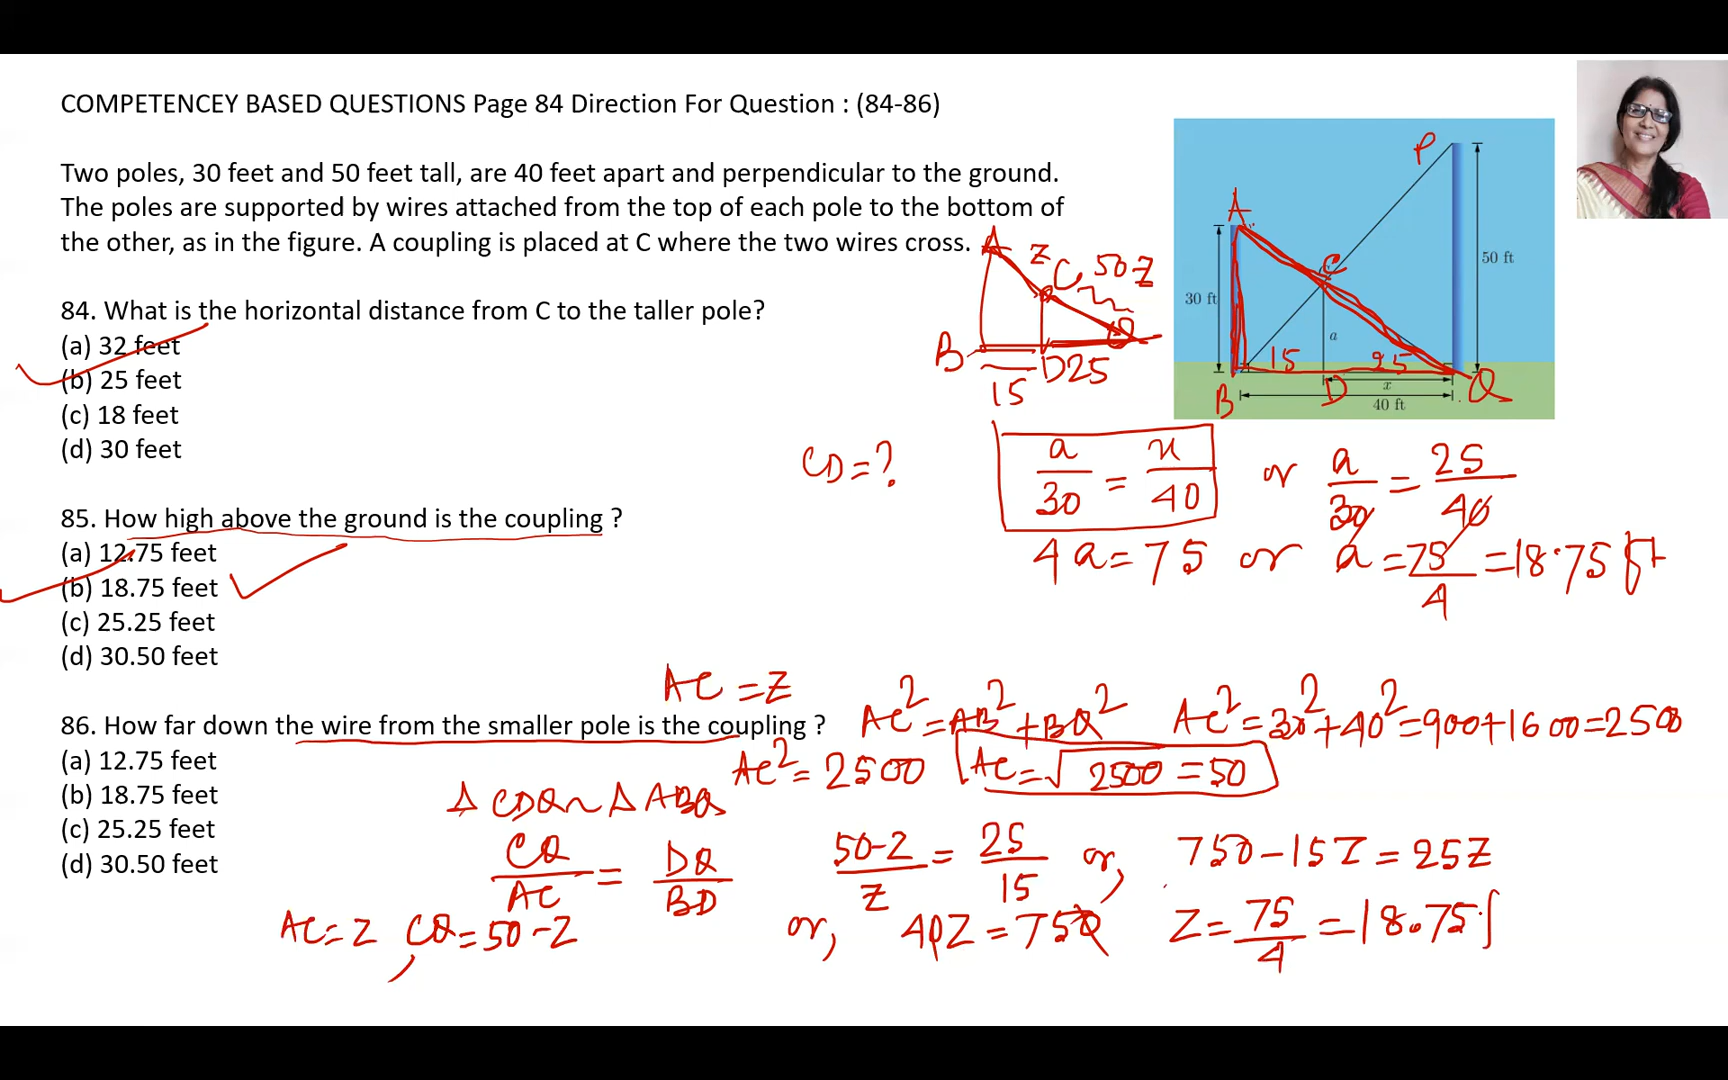 COMPETENCEY BASED QUESTIONS Page 84 Direction For Question : (84-86)
Two poles, 30 feet and 50 feet tall, are 40 feet apart and perpendicular to the ground.
The poles are supported by wires attached from the top of each pole to the bottom of
the other, as in the figure. A coupling is placed at C where the two wires cross.
84. What is the horizontal distance from C to the taller pole?
(a) 32 feet
(b) 25 feet
(c) 18 feet
(d) 30 feet
85. How high above the ground is the coupling ?
(a) 12.75 feet
(b) 18.75 feet
(c) 25.25 feet
(d) 30.50 feet
86. How far down the wire from the smaller pole is the coupling ?
(a) 12.75 feet
(b) 18.75 feet
(c) 25.25 feet
(d) 30.50 feet
A Z C 50-Z Q
B 15 D 25
P
A
C
30 ft
50 ft
a
15 25
x
B D Q
40 ft
CD = ?
a/30 = x/40 or a/30 = 25/40
4a = 75 or a = 75/4 = 18.75 ft
AC = Z
AC² = AB² + BQ² AC² = 30² + 40² = 900 + 1600 = 2500
AC² = 2500 AC = √2500 = 50
Δ CDQ ~ Δ ABQ
CQ/AC = DQ/BD
50-Z/Z = 25/15 or, 750 - 15Z = 25Z
AC = Z, CQ = 50 - Z
or, 40Z = 750 Z = 75/4 = 18.75 f